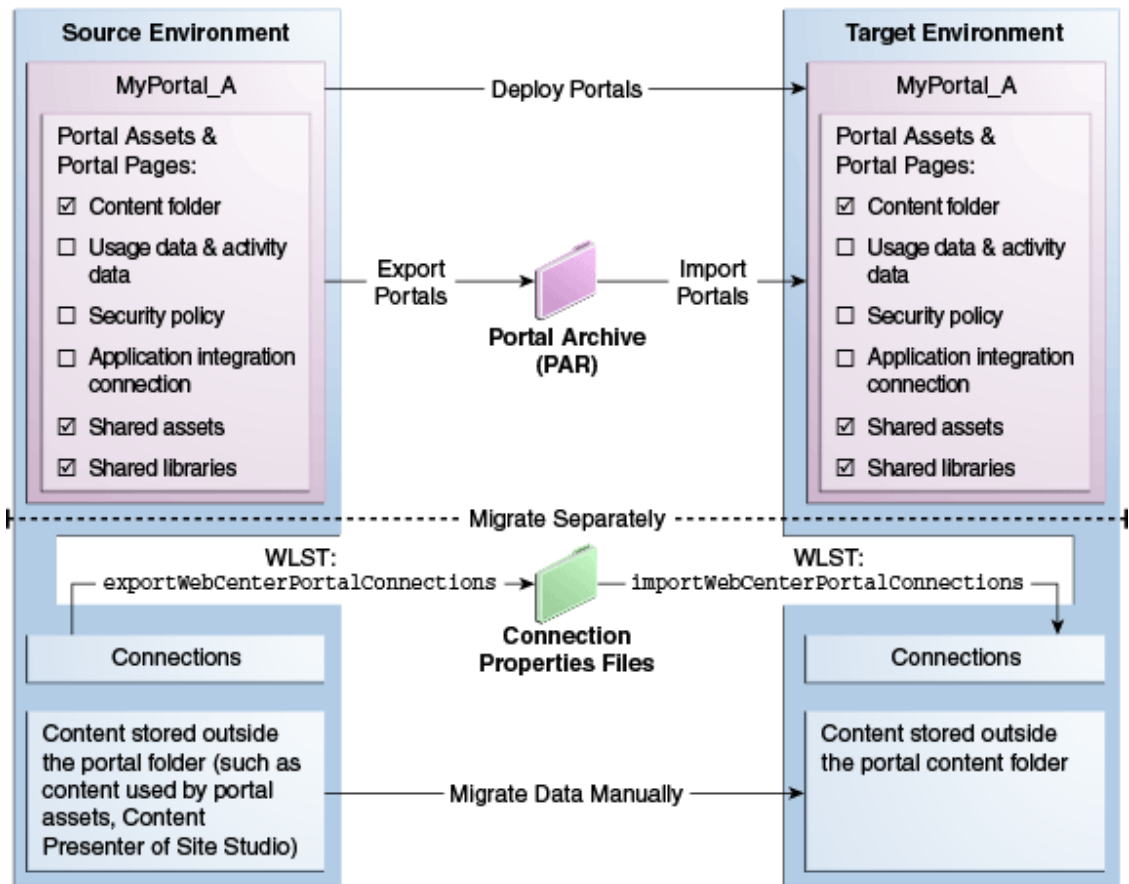 Source Environment
MyPortal_A
Portal Assets &
Portal Pages:
☑ Content folder
☐ Usage data & activity
data
☐ Security policy
☐ Application integration
connection
☑ Shared assets
☑ Shared libraries
Deploy Portals
Export
Portals
Import
Portals
Portal Archive
(PAR)
Target Environment
MyPortal_A
Portal Assets &
Portal Pages:
☑ Content folder
☐ Usage data & activity
data
☐ Security policy
☐ Application integration
connection
☑ Shared assets
☑ Shared libraries
Migrate Separately
WLST:
exportWebCenterPortalConnections
WLST:
importWebCenterPortalConnections
Connection
Properties Files
Connections
Connections
Content stored outside
the portal folder (such as
content used by portal
assets, Content
Presenter of Site Studio)
Migrate Data Manually
Content stored outside
the portal content folder